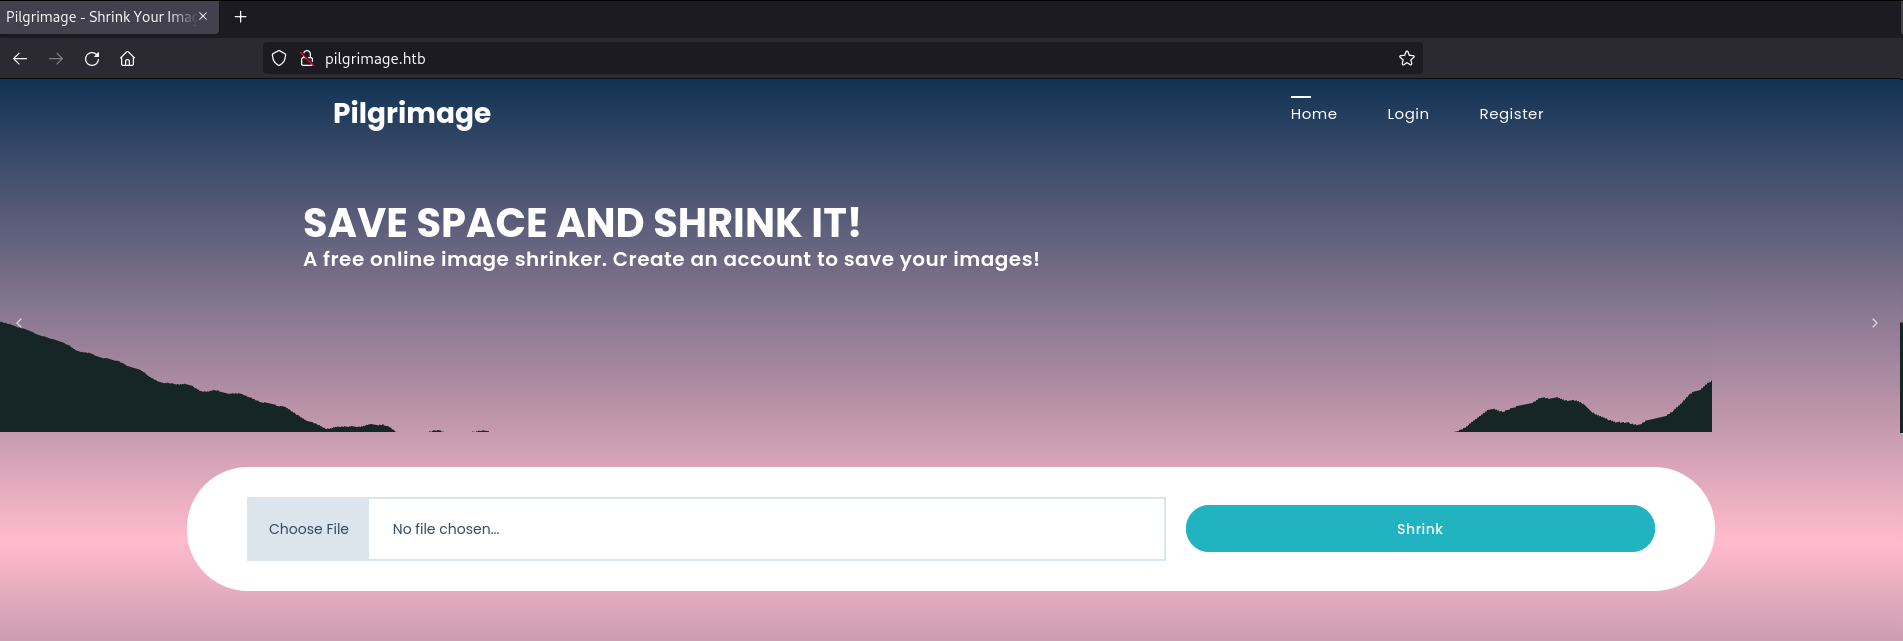 Pilgrimage - Shrink Your Ima
pilgrimage.htb
Pilgrimage
Home Login Register
SAVE SPACE AND SHRINK IT!
A free online image shrinker. Create an account to save your images!
Choose File No file chosen... Shrink